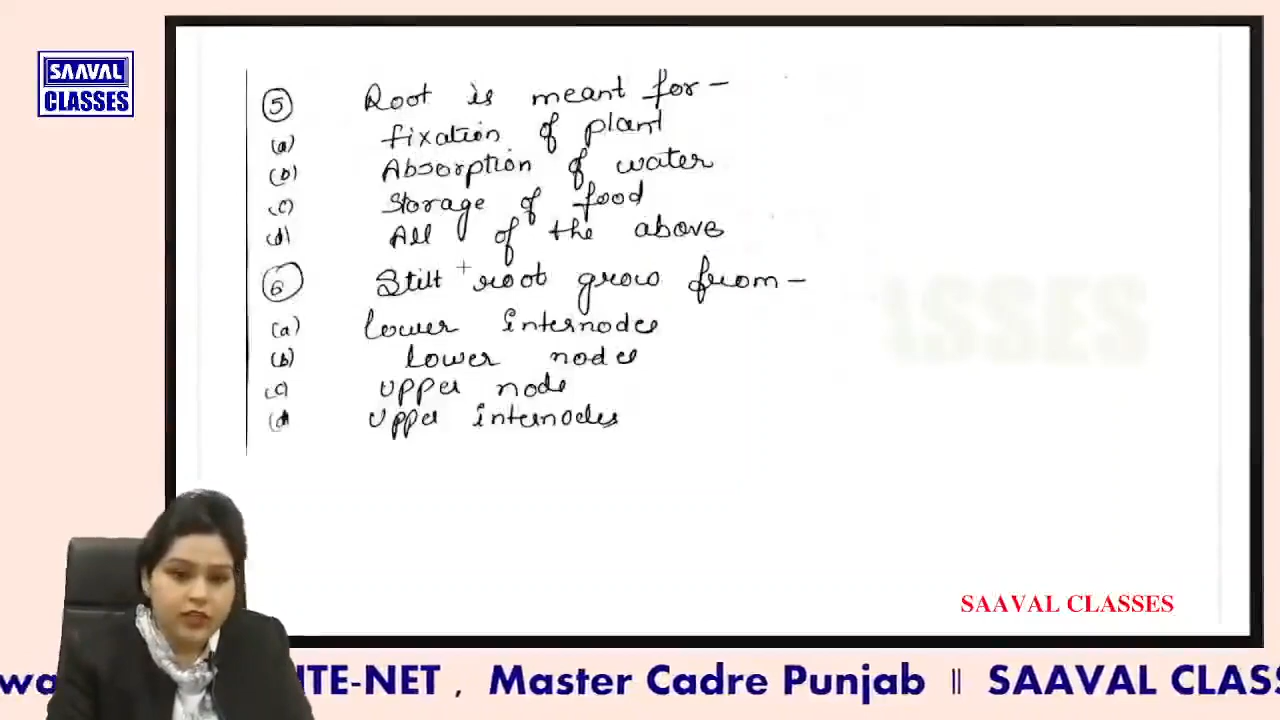 SAAVAL
CLASSES
5 Root is meant for -
(a) fixation of plant
(b) Absorption of water
(c) Storage of food
(d) All of the above
6 Stilt root grow from -
(a) lower internodes
(b) lower nodes
(c) upper node
(d) upper internodes
ASSES
SAAVAL CLASSES
wa TE-NET , Master Cadre Punjab || SAAVAL CLASS